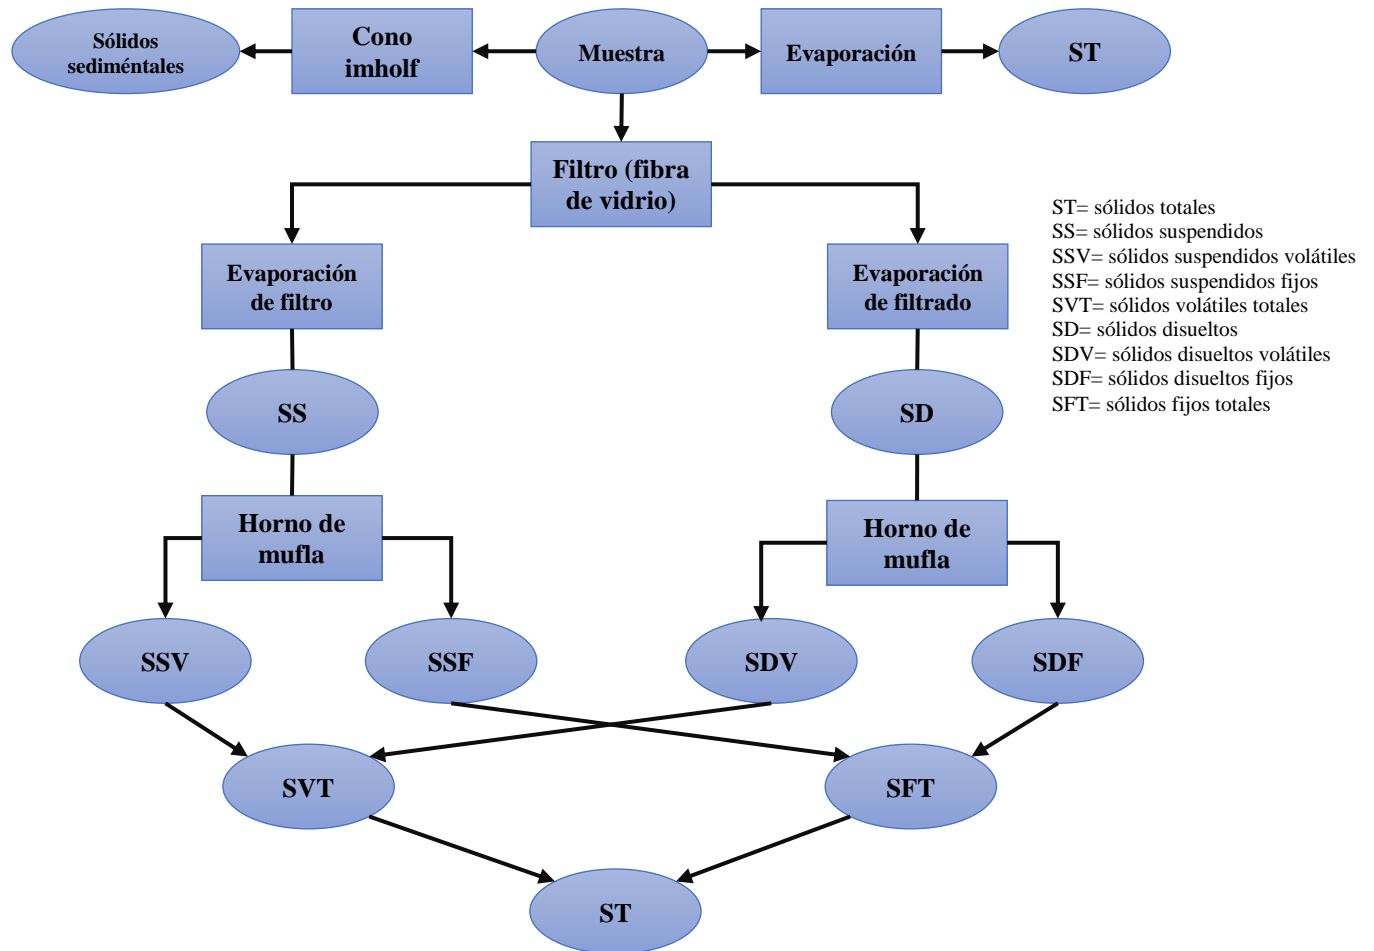 Sólidos
sediméntales
Cono
imholf
Muestra
Evaporación
ST
Filtro (fibra
de vidrio)
Evaporación
de filtro
Evaporación
de filtrado
ST= sólidos totales
SS= sólidos suspendidos
SSV= sólidos suspendidos volátiles
SSF= sólidos suspendidos fijos
SVT= sólidos volátiles totales
SD= sólidos disueltos
SDV= sólidos disueltos volátiles
SDF= sólidos disueltos fijos
SFT= sólidos fijos totales
SS
SD
Horno de
mufla
Horno de
mufla
SSV
SSF
SDV
SDF
SVT
SFT
ST